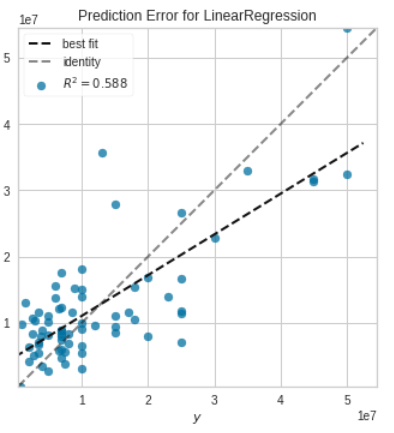 Prediction Error for LinearRegression
1e7
best fit
identity
R² = 0.588
5
4
3
2
1
1 2 3 4 5
1e7
y